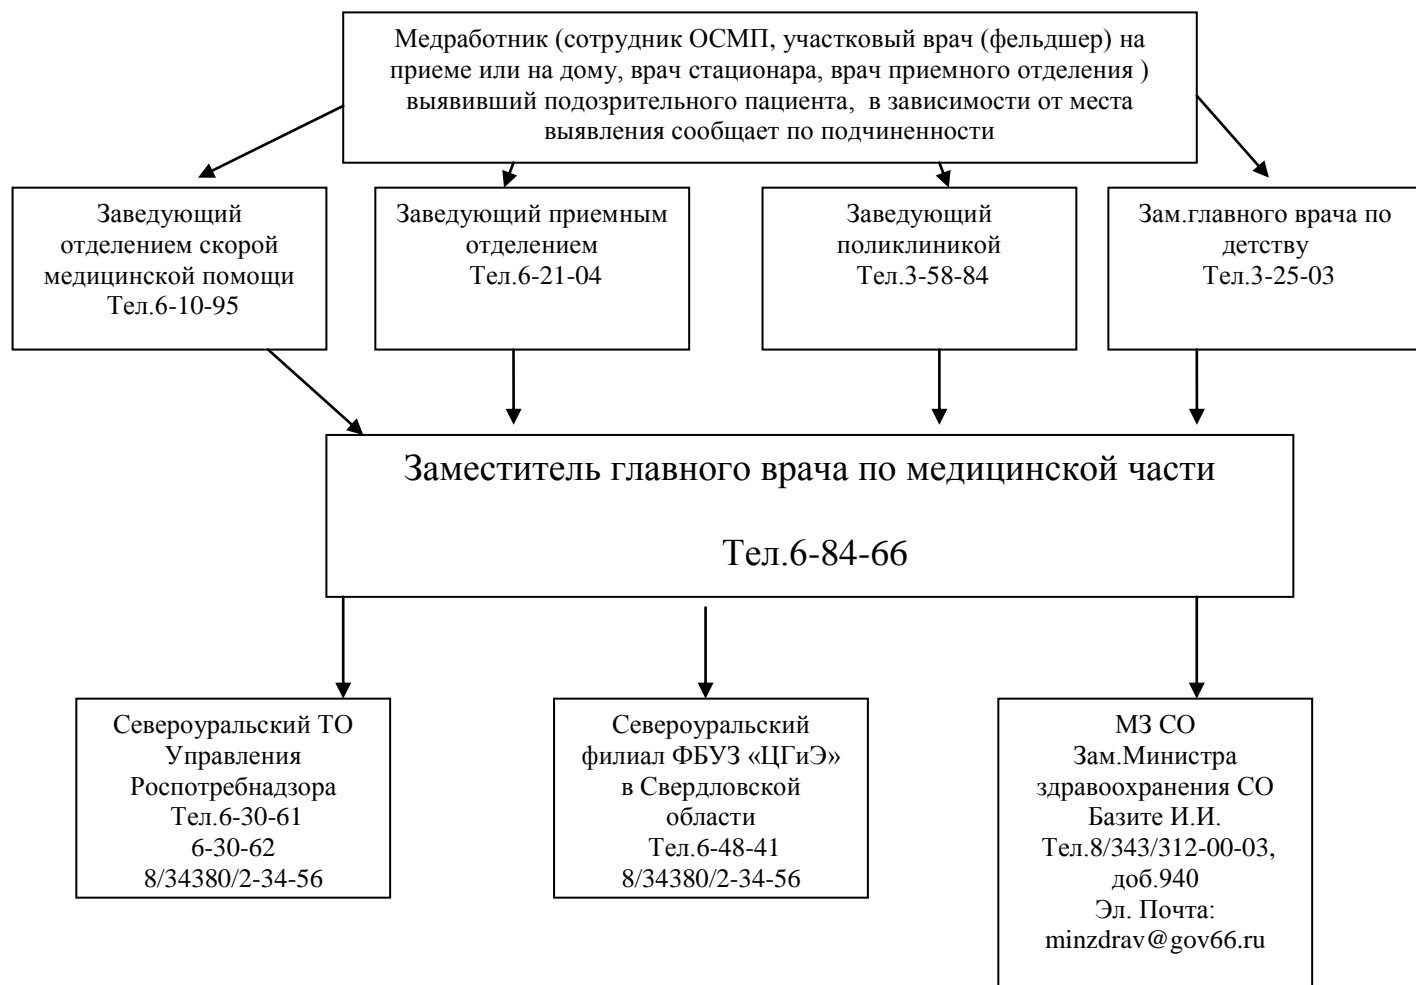 Медработник (сотрудник ОСМП, участковый врач (фельдшер) на
приеме или на дому, врач стационара, врач приемного отделения )
выявивший подозрительного пациента, в зависимости от места
выявления сообщает по подчиненности
Заведующий
отделением скорой
медицинской помощи
Тел.6-10-95
Заведующий приемным
отделением
Тел.6-21-04
Заведующий
поликлиникой
Тел.3-58-84
Зам.главного врача по
детству
Тел.3-25-03
Заместитель главного врача по медицинской части
Тел.6-84-66
Североуральский ТО
Управления
Роспотребнадзора
Тел.6-30-61
6-30-62
8/34380/2-34-56
Североуральский
филиал ФБУЗ «ЦГиЭ»
в Свердловской
области
Тел.6-48-41
8/34380/2-34-56
МЗ СО
Зам.Министра
здравоохранения СО
Базите И.И.
Тел.8/343/312-00-03,
доб.940
Эл. Почта:
minzdrav@gov66.ru